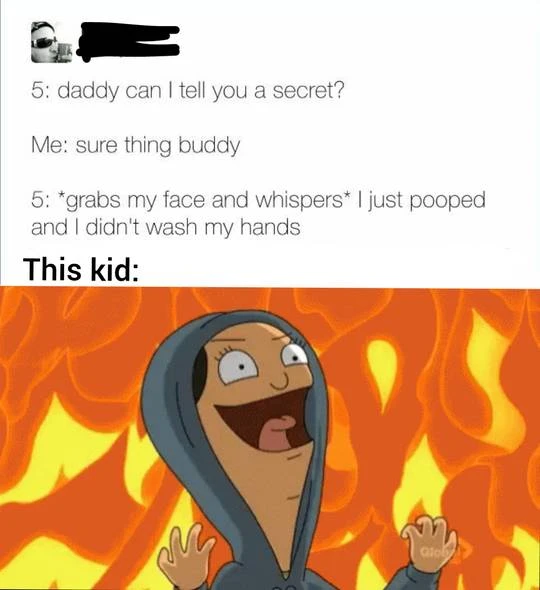 5: daddy can I tell you a secret?
Me: sure thing buddy
5: *grabs my face and whispers* I just pooped
and I didn't wash my hands
This kid: